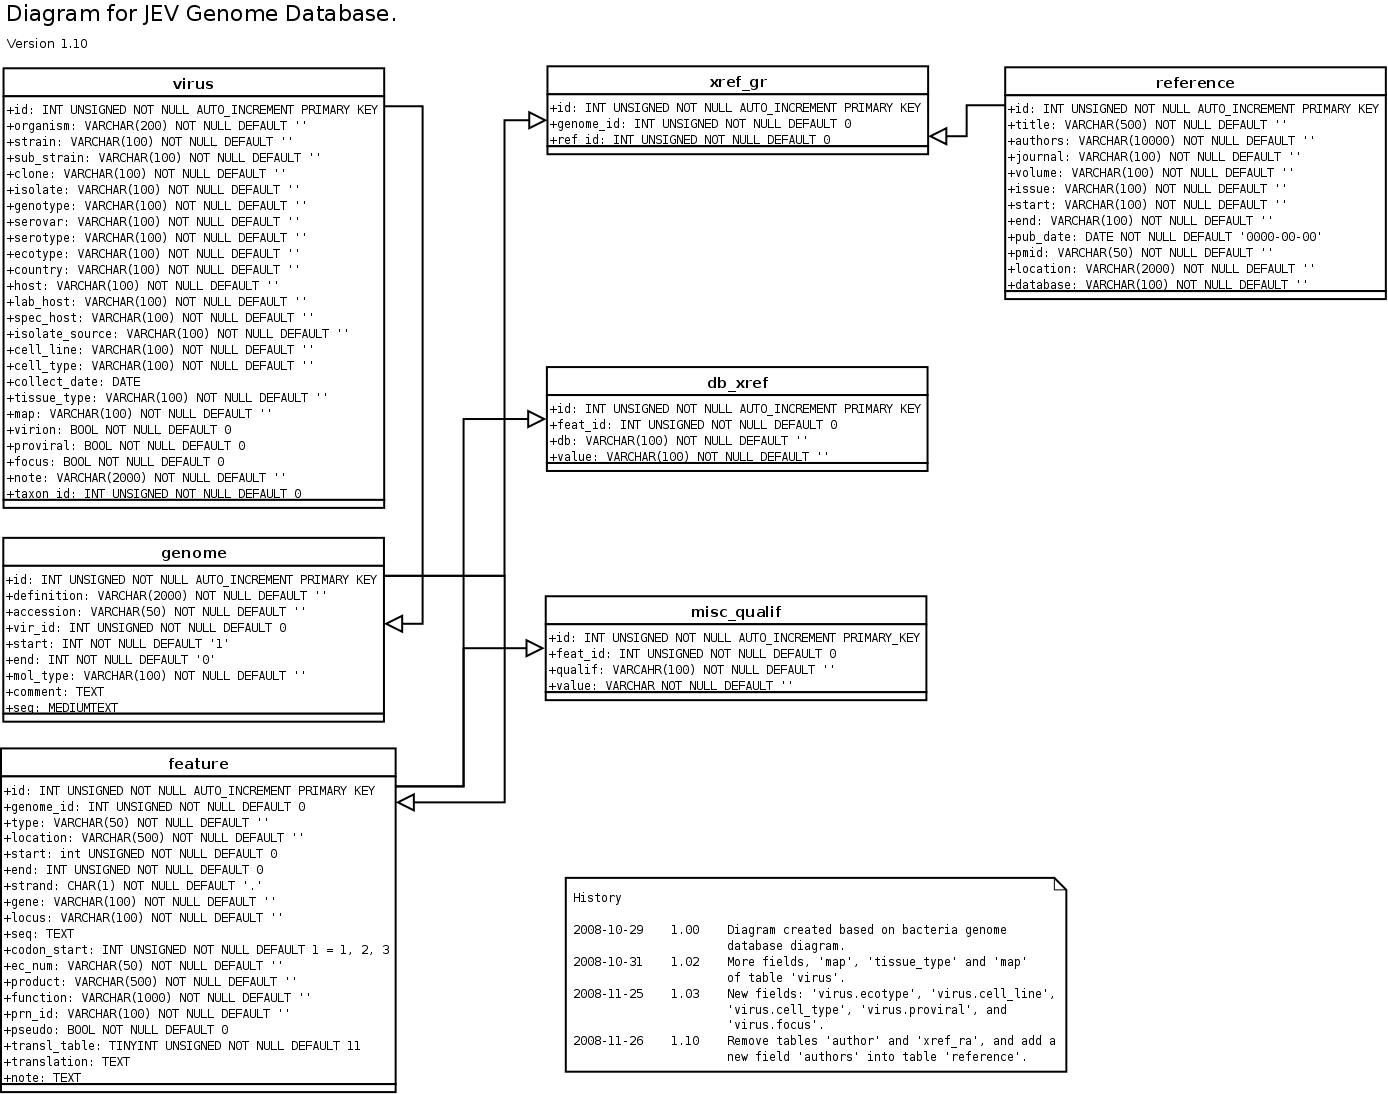 Diagram for JEV Genome Database.
Version 1.10
virus
+id: INT UNSIGNED NOT NULL AUTO_INCREMENT PRIMARY KEY
+organism: VARCHAR(200) NOT NULL DEFAULT ''
+strain: VARCHAR(100) NOT NULL DEFAULT ''
+sub_strain: VARCHAR(100) NOT NULL DEFAULT ''
+clone: VARCHAR(100) NOT NULL DEFAULT ''
+isolate: VARCHAR(100) NOT NULL DEFAULT ''
+genotype: VARCHAR(100) NOT NULL DEFAULT ''
+serovar: VARCHAR(100) NOT NULL DEFAULT ''
+serotype: VARCHAR(100) NOT NULL DEFAULT ''
+ecotype: VARCHAR(100) NOT NULL DEFAULT ''
+country: VARCHAR(100) NOT NULL DEFAULT ''
+host: VARCHAR(100) NOT NULL DEFAULT ''
+lab_host: VARCHAR(100) NOT NULL DEFAULT ''
+spec_host: VARCHAR(100) NOT NULL DEFAULT ''
+isolate_source: VARCHAR(100) NOT NULL DEFAULT ''
+cell_line: VARCHAR(100) NOT NULL DEFAULT ''
+cell_type: VARCHAR(100) NOT NULL DEFAULT ''
+collect_date: DATE
+tissue_type: VARCHAR(100) NOT NULL DEFAULT ''
+map: VARCHAR(100) NOT NULL DEFAULT ''
+virion: BOOL NOT NULL DEFAULT 0
+proviral: BOOL NOT NULL DEFAULT 0
+focus: BOOL NOT NULL DEFAULT 0
+note: VARCHAR(2000) NOT NULL DEFAULT ''
+taxon_id: INT UNSIGNED NOT NULL DEFAULT 0
genome
+id: INT UNSIGNED NOT NULL AUTO_INCREMENT PRIMARY KEY
+definition: VARCHAR(2000) NOT NULL DEFAULT ''
+accession: VARCHAR(50) NOT NULL DEFAULT ''
+vir_id: INT UNSIGNED NOT NULL DEFAULT 0
+start: INT NOT NULL DEFAULT '1'
+end: INT NOT NULL DEFAULT '0'
+mol_type: VARCHAR(100) NOT NULL DEFAULT ''
+comment: TEXT
+seq: MEDIUMTEXT
feature
+id: INT UNSIGNED NOT NULL AUTO_INCREMENT PRIMARY KEY
+genome_id: INT UNSIGNED NOT NULL DEFAULT 0
+type: VARCHAR(50) NOT NULL DEFAULT ''
+location: VARCHAR(500) NOT NULL DEFAULT ''
+start: int UNSIGNED NOT NULL DEFAULT 0
+end: INT UNSIGNED NOT NULL DEFAULT 0
+strand: CHAR(1) NOT NULL DEFAULT '.'
+gene: VARCHAR(100) NOT NULL DEFAULT ''
+locus: VARCHAR(100) NOT NULL DEFAULT ''
+seq: TEXT
+codon_start: INT UNSIGNED NOT NULL DEFAULT 1 = 1, 2, 3
+ec_num: VARCHAR(50) NOT NULL DEFAULT ''
+product: VARCHAR(500) NOT NULL DEFAULT ''
+function: VARCHAR(1000) NOT NULL DEFAULT ''
+prn_id: VARCHAR(100) NOT NULL DEFAULT ''
+pseudo: BOOL NOT NULL DEFAULT 0
+transl_table: TINYINT UNSIGNED NOT NULL DEFAULT 11
+translation: TEXT
+note: TEXT
xref_gr
+id: INT UNSIGNED NOT NULL AUTO_INCREMENT PRIMARY KEY
+genome_id: INT UNSIGNED NOT NULL DEFAULT 0
+ref_id: INT UNSIGNED NOT NULL DEFAULT 0
db_xref
+id: INT UNSIGNED NOT NULL AUTO_INCREMENT PRIMARY KEY
+feat_id: INT UNSIGNED NOT NULL DEFAULT 0
+db: VARCHAR(100) NOT NULL DEFAULT ''
+value: VARCHAR(100) NOT NULL DEFAULT ''
misc_qualif
+id: INT UNSIGNED NOT NULL AUTO_INCREMENT PRIMARY_KEY
+feat_id: INT UNSIGNED NOT NULL DEFAULT 0
+qualif: VARCAHR(100) NOT NULL DEFAULT ''
+value: VARCHAR NOT NULL DEFAULT ''
reference
+id: INT UNSIGNED NOT NULL AUTO_INCREMENT PRIMARY KEY
+title: VARCHAR(500) NOT NULL DEFAULT ''
+authors: VARCHAR(10000) NOT NULL DEFAULT ''
+journal: VARCHAR(100) NOT NULL DEFAULT ''
+volume: VARCHAR(100) NOT NULL DEFAULT ''
+issue: VARCHAR(100) NOT NULL DEFAULT ''
+start: VARCHAR(100) NOT NULL DEFAULT ''
+end: VARCHAR(100) NOT NULL DEFAULT ''
+pub_date: DATE NOT NULL DEFAULT '0000-00-00'
+pmid: VARCHAR(50) NOT NULL DEFAULT ''
+location: VARCHAR(2000) NOT NULL DEFAULT ''
+database: VARCHAR(100) NOT NULL DEFAULT ''
History
2008-10-29 1.00 Diagram created based on bacteria genome
database diagram.
2008-10-31 1.02 More fields, 'map', 'tissue_type' and 'map'
of table 'virus'.
2008-11-25 1.03 New fields: 'virus.ecotype', 'virus.cell_line',
'virus.cell_type', 'virus.proviral', and
'virus.focus'.
2008-11-26 1.10 Remove tables 'author' and 'xref_ra', and add a
new field 'authors' into table 'reference'.